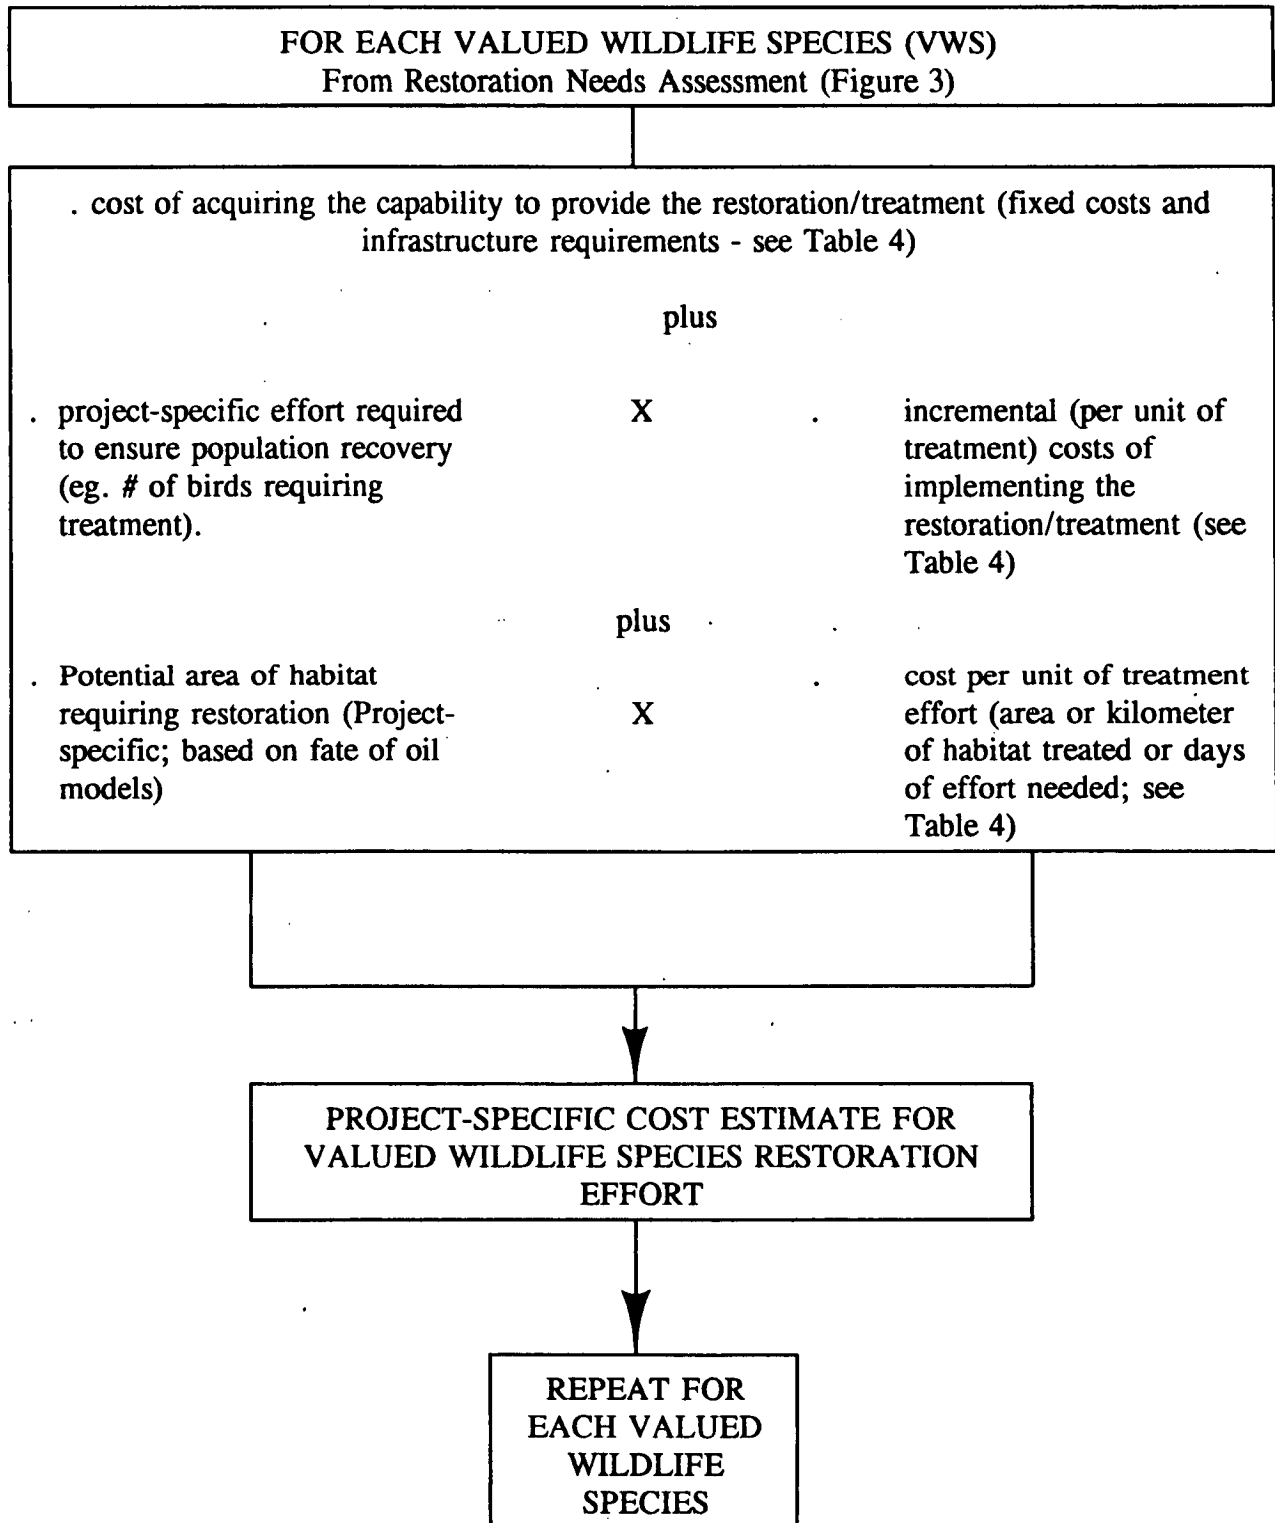 FOR EACH VALUED WILDLIFE SPECIES (VWS)
From Restoration Needs Assessment (Figure 3)
. cost of acquiring the capability to provide the restoration/treatment (fixed costs and
infrastructure requirements - see Table 4)
plus
. project-specific effort required
to ensure population recovery
(eg. # of birds requiring
treatment).
X
. incremental (per unit of
treatment) costs of
implementing the
restoration/treatment (see
Table 4)
plus
. Potential area of habitat
requiring restoration (Project-
specific; based on fate of oil
models)
X
. cost per unit of treatment
effort (area or kilometer
of habitat treated or days
of effort needed; see
Table 4)
PROJECT-SPECIFIC COST ESTIMATE FOR
VALUED WILDLIFE SPECIES RESTORATION
EFFORT
REPEAT FOR
EACH VALUED
WILDLIFE
SPECIES